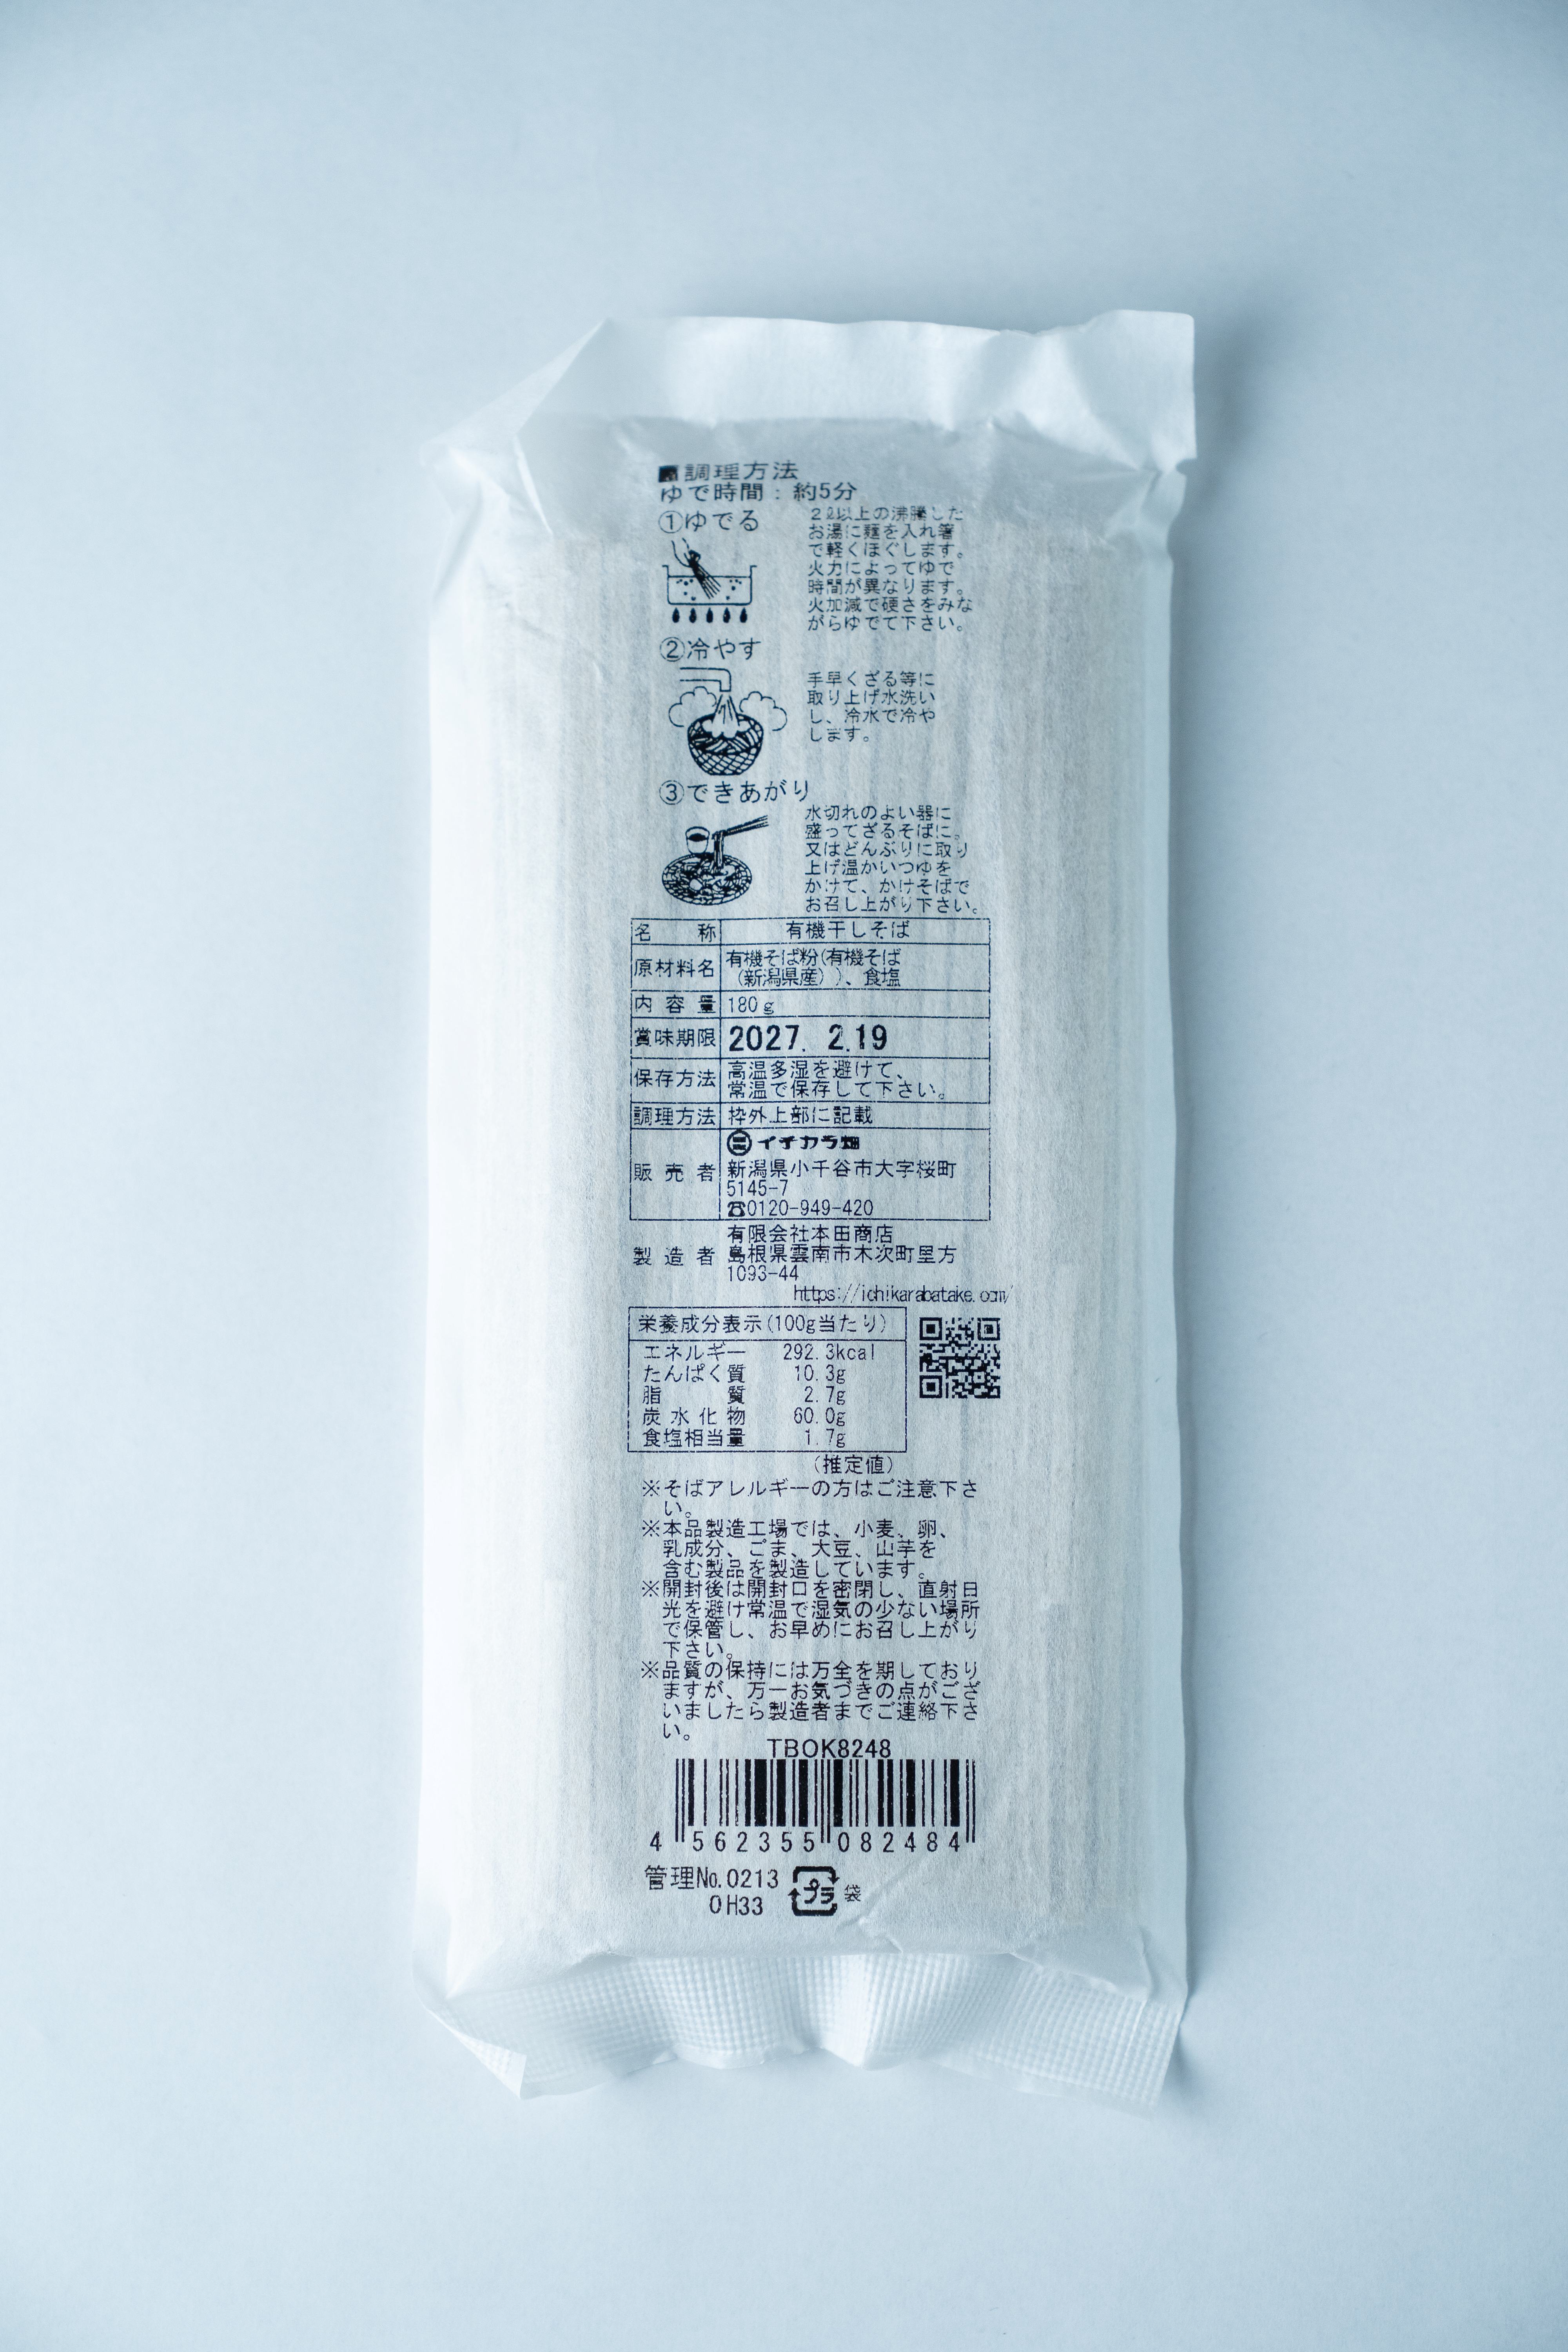 ■調理方法
ゆで時間：約5分
①ゆでる
2ℓ以上の沸騰した
お湯に麺を入れ箸
で軽くほぐします。
火力によってゆで
時間が異なります。
火加減で硬さをみな
がらゆでて下さい。
②冷やす
手早くざる等に
取り上げ水洗い
し、冷水で冷や
します。
③できあがり
水切れのよい器に
盛ってざるそばに。
又はどんぶりに取り
上げ温かいつゆを
かけて、かけそばで
お召し上がり下さい。
名称 有機干しそば
原材料名 有機そば粉(有機そば
(新潟県産))、食塩
内容量 180g
賞味期限 2027. 2.19
保存方法 高温多湿を避けて、
常温で保存して下さい。
調理方法 枠外上部に記載
イチカラ畑
販売者 新潟県小千谷市大字桜町
5145-7
☎0120-949-420
有限会社本田商店
製造者 島根県雲南市木次町里方
1093-44
https://ichikarabatake.com/
栄養成分表示(100g当たり)
エネルギー 292.3kcal
たんぱく質 10.3g
脂質 2.7g
炭水化物 60.0g
食塩相当量 1.7g
(推定値)
※そばアレルギーの方はご注意下さ
い。
※本品製造工場では、小麦、卵、
乳成分、ごま、大豆、山芋を
含む製品を製造しています。
※開封後は開封口を密閉し、直射日
光を避け常温で湿気の少ない場所
で保管し、お早めにお召し上がり
下さい。
※品質の保持には万全を期しており
ますが、万一お気づきの点がござ
いましたら製造者までご連絡下さ
い。
TBOK8248
4 562355 082484
管理No.0213
0H33
プラ 袋